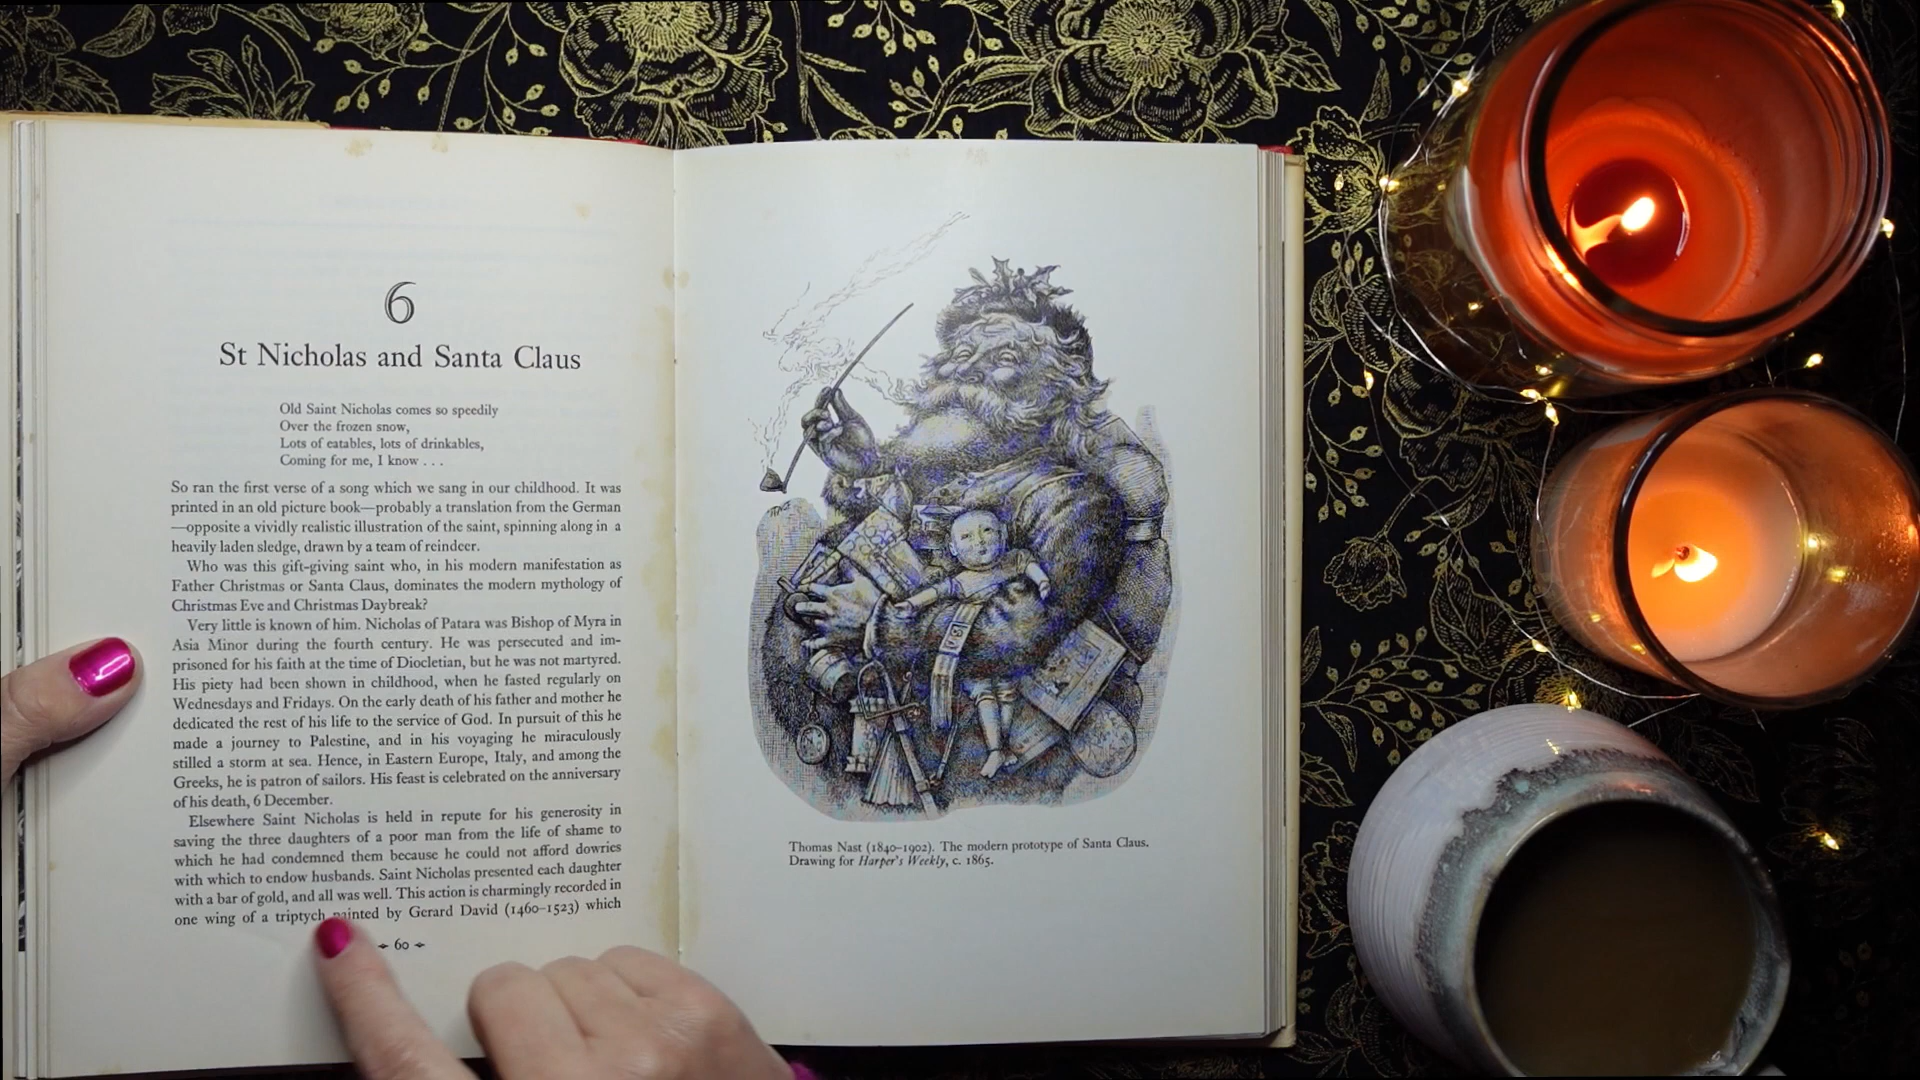 6
St Nicholas and Santa Claus
Old Saint Nicholas comes so speedily
Over the frozen snow,
Lots of eatables, lots of drinkables,
Coming for me, I know . . .
So ran the first verse of a song which we sang in our childhood. It was
printed in an old picture book—probably a translation from the German
—opposite a vividly realistic illustration of the saint, spinning along in a
heavily laden sledge, drawn by a team of reindeer.
Who was this gift-giving saint who, in his modern manifestation as
Father Christmas or Santa Claus, dominates the modern mythology of
Christmas Eve and Christmas Daybreak?
Very little is known of him. Nicholas of Patara was Bishop of Myra in
Asia Minor during the fourth century. He was persecuted and im-
prisoned for his faith at the time of Diocletian, but he was not martyred.
His piety had been shown in childhood, when he fasted regularly on
Wednesdays and Fridays. On the early death of his father and mother he
dedicated the rest of his life to the service of God. In pursuit of this he
made a journey to Palestine, and in his voyaging he miraculously
stilled a storm at sea. Hence, in Eastern Europe, Italy, and among the
Greeks, he is patron of sailors. His feast is celebrated on the anniversary
of his death, 6 December.
Elsewhere Saint Nicholas is held in repute for his generosity in
saving the three daughters of a poor man from the life of shame to
which he had condemned them because he could not afford dowries
with which to endow husbands. Saint Nicholas presented each daughter
with a bar of gold, and all was well. This action is charmingly recorded in
one wing of a triptych painted by Gerard David (1460–1523) which
60
Thomas Nast (1840–1902). The modern prototype of Santa Claus.
Drawing for Harper's Weekly, c. 1865.